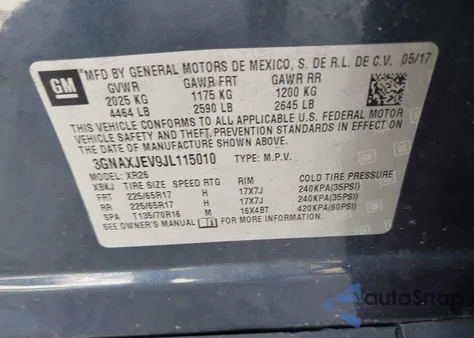 GM
MFD BY GENERAL MOTORS DE MEXICO, S. DE R.L. DE C.V. 05/17
GVWR GAWR FRT GAWR RR
2025 KG 1175 KG 1200 KG
4464 LB 2590 LB 2645 LB
THIS VEHICLE CONFORMS TO ALL APPLICABLE U.S. FEDERAL MOTOR
VEHICLE SAFETY, BUMPER, AND THEFT PREVENTION STANDARDS IN
EFFECT ON THE DATE OF MANUFACTURE SHOWN ABOVE.
3GNAXJEV9JL115010 TYPE: M.P.V.
MODEL: XR26
XBKJ TIRE SIZE SPEED RTG RIM COLD TIRE PRESSURE
FRT 225/65R17 H 17X7J 240KPA(35PSI)
RR 225/65R17 H 17X7J 240KPA(35PSI)
SPA T135/70R16 M 16X4BT 420KPA(60PSI)
SEE OWNER'S MANUAL FOR MORE INFORMATION.
AutoSnap